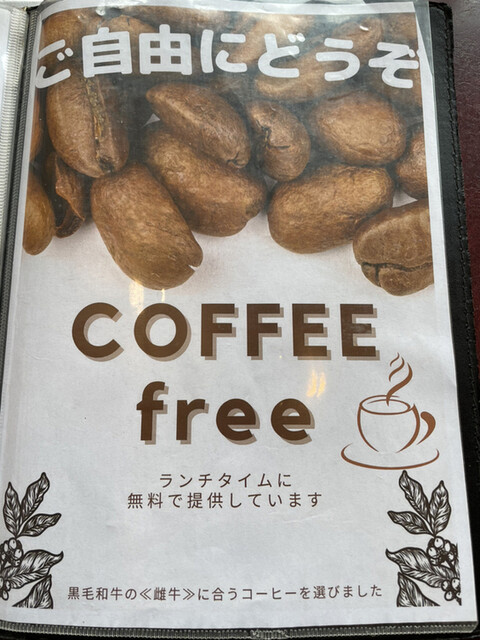 ご自由にどうぞ
COFFEE
free
ランチタイムに
無料で提供しています
黒毛和牛の≪雌牛≫に合うコーヒーを選びました